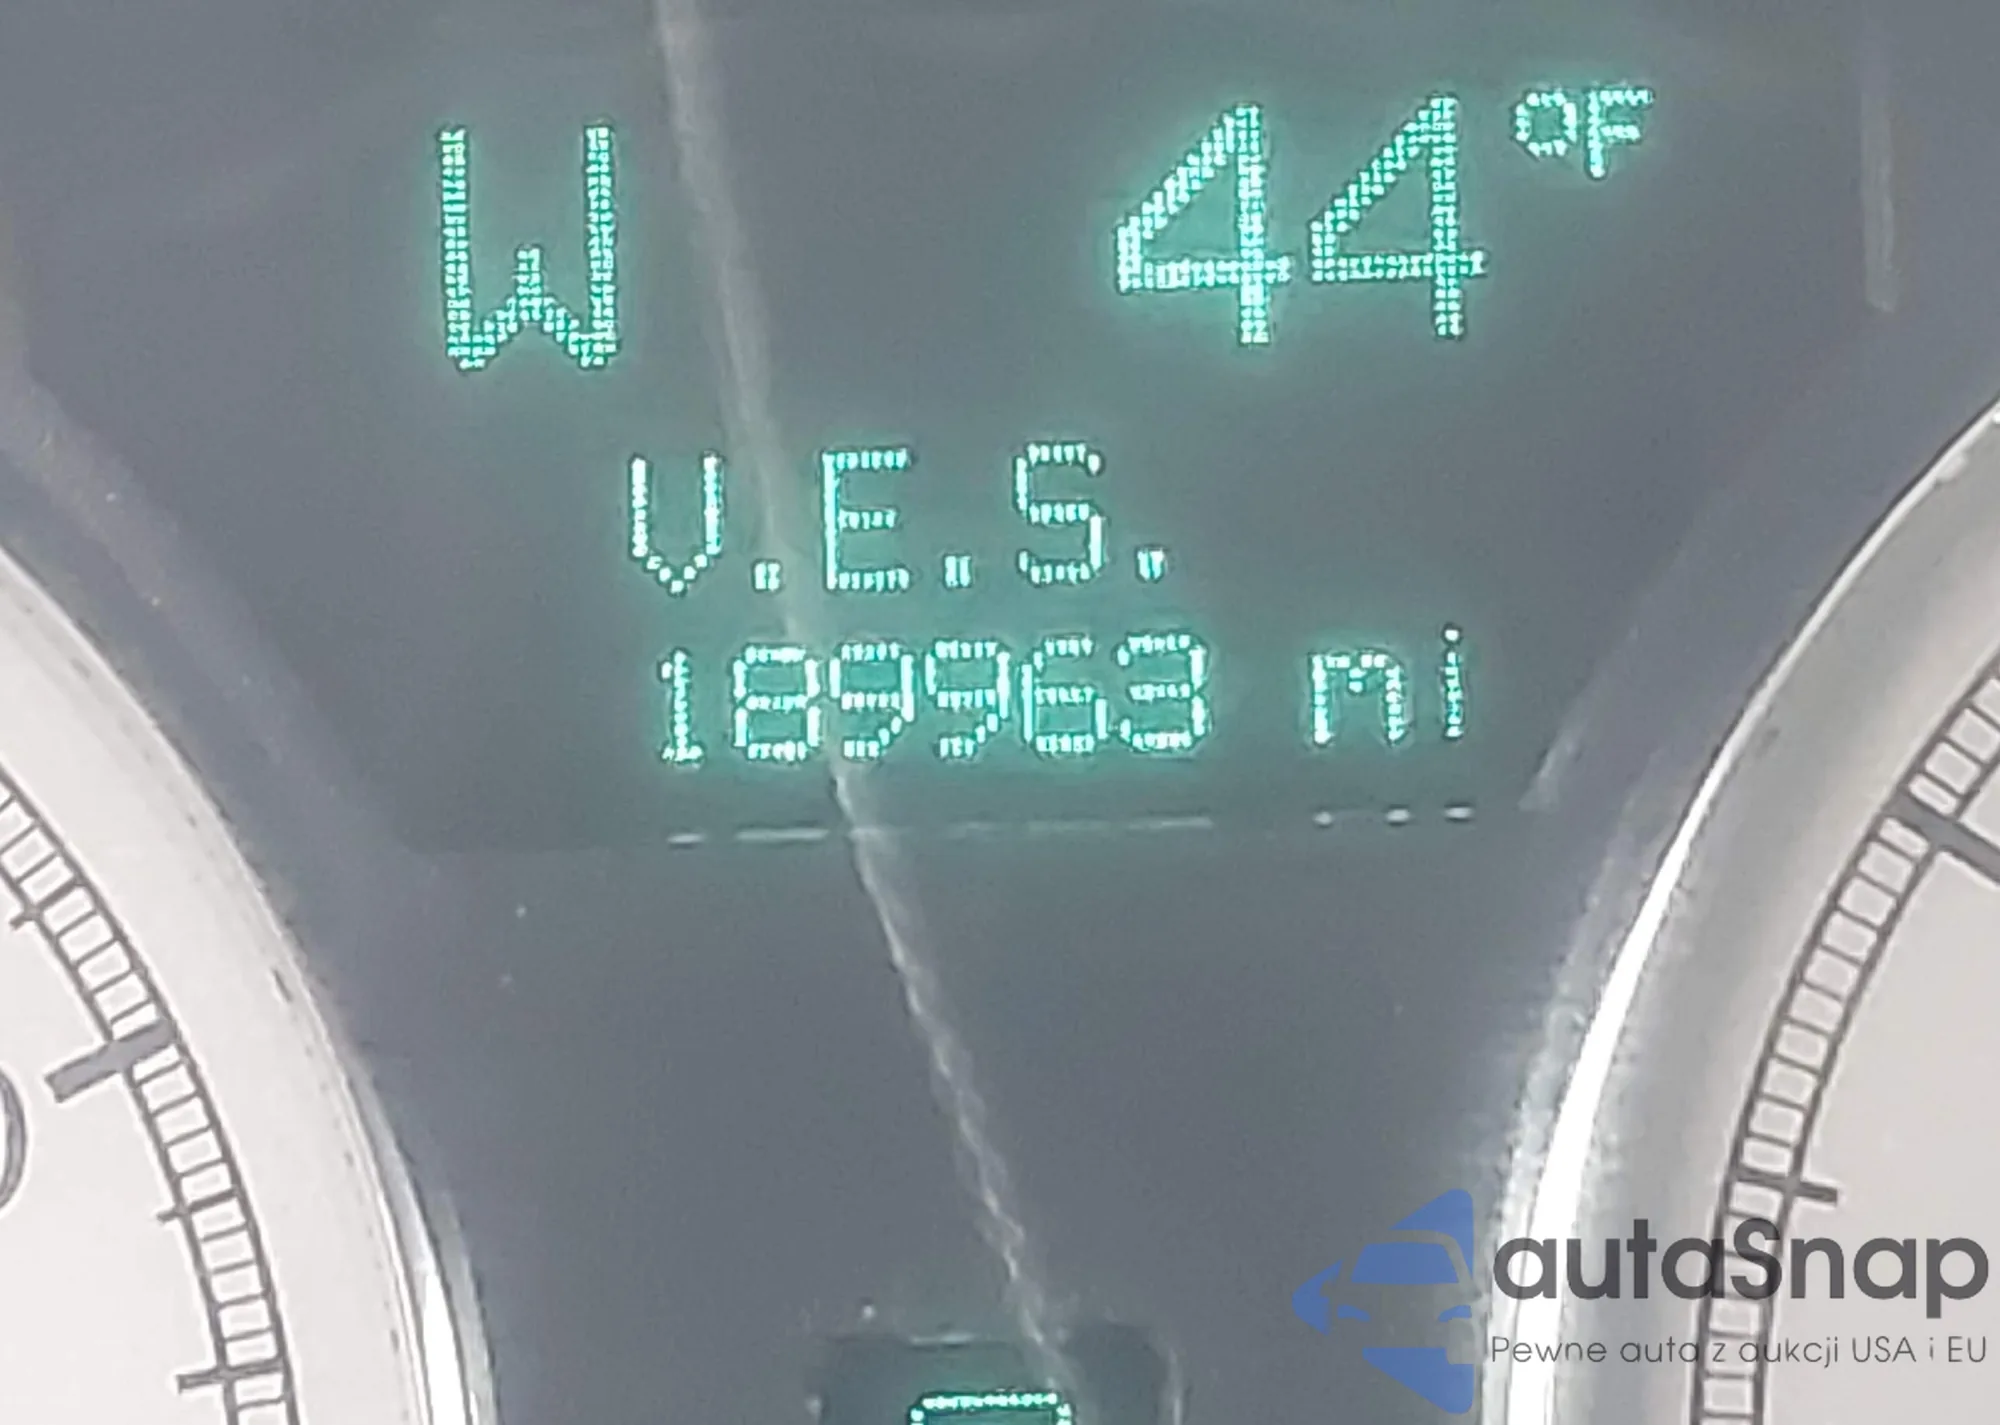 W 44°F
V.E.S.
189963 mi
autaSnap
Pewne auta z aukcji USA i EU